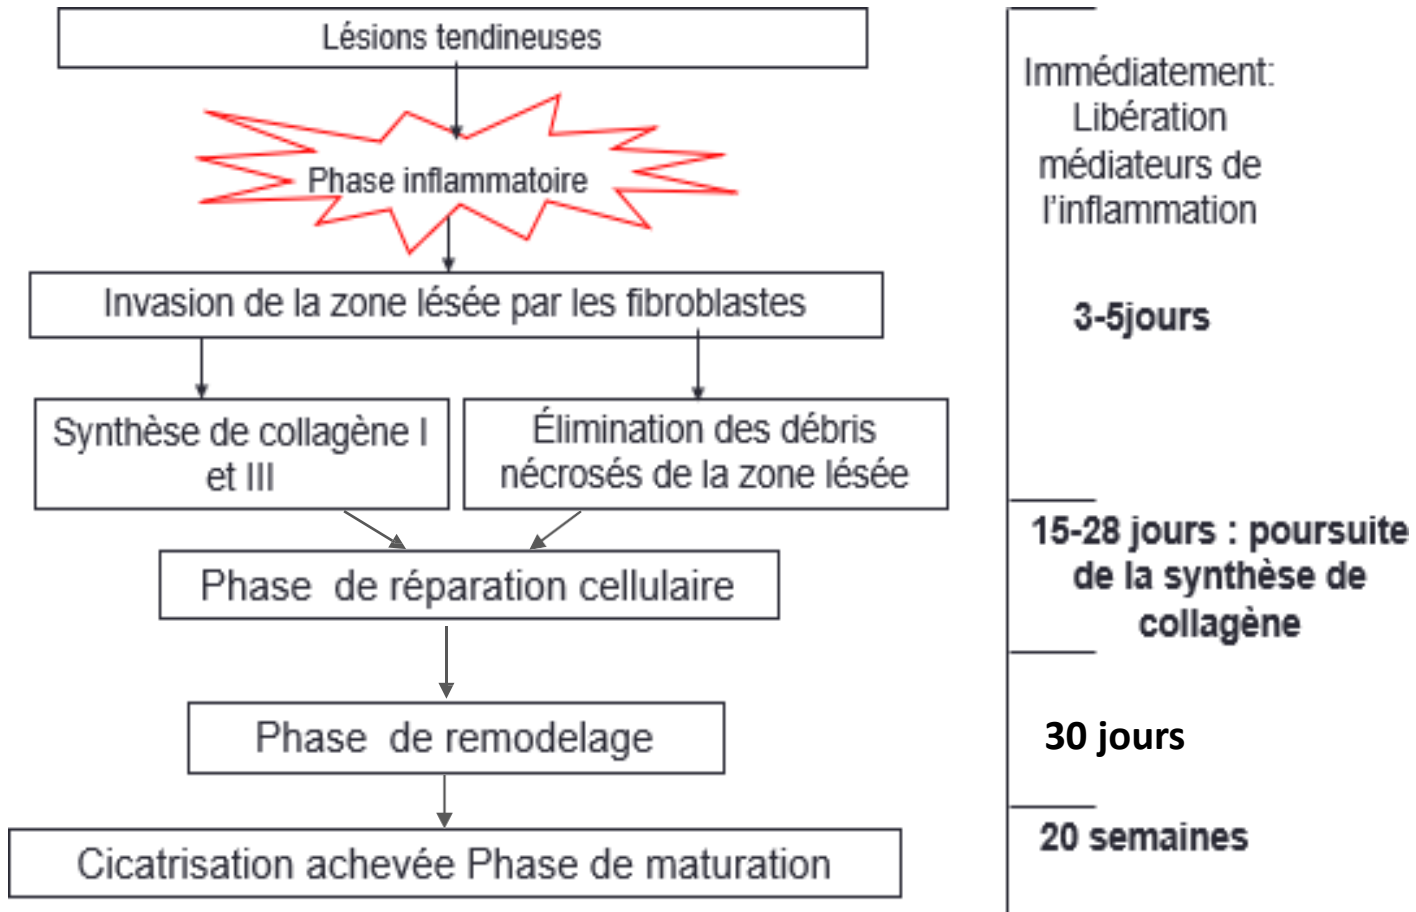 Lésions tendineuses
Phase inflammatoire
Invasion de la zone lésée par les fibroblastes
Synthèse de collagène I
et III
Élimination des débris
nécrosés de la zone lésée
Phase de réparation cellulaire
Phase de remodelage
Cicatrisation achevée Phase de maturation
Immédiatement:
Libération
médiateurs de
l'inflammation
3-5jours
15-28 jours : poursuite
de la synthèse de
collagène
30 jours
20 semaines